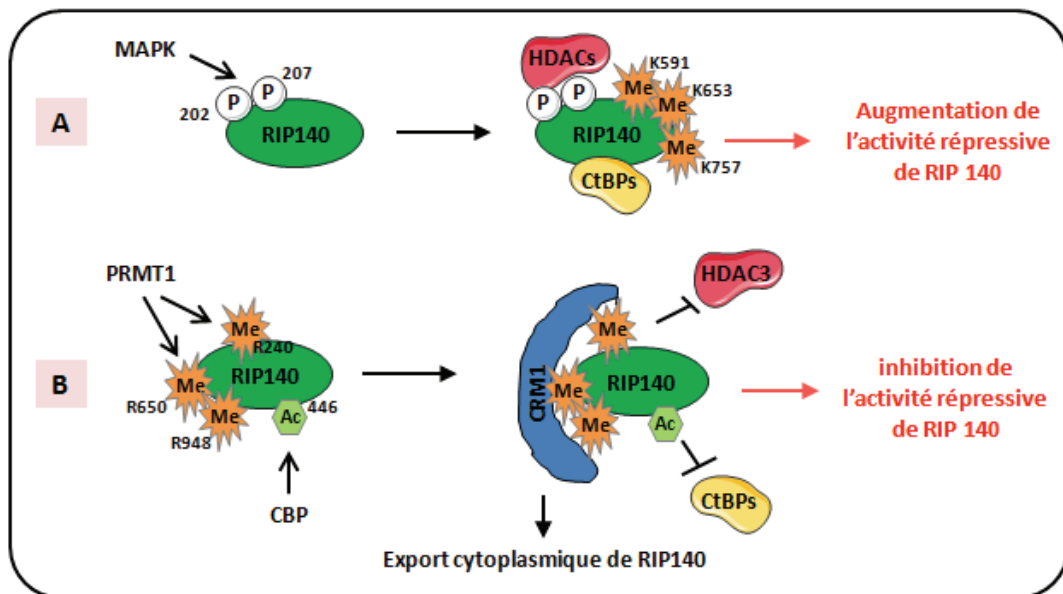 MAPK
202
P
P
207
RIP140
A
HDACs
P
P
Me
K591
Me
K653
Me
K757
RIP140
CtBPs
Augmentation de
l'activité répressive
de RIP 140
PRMT1
Me
R240
RIP140
Me
R650
Me
R948
Ac
446
CBP
B
CRM1
Me
Me
Me
RIP140
Ac
HDAC3
CtBPs
inhibition de
l'activité répressive
de RIP 140
Export cytoplasmique de RIP140